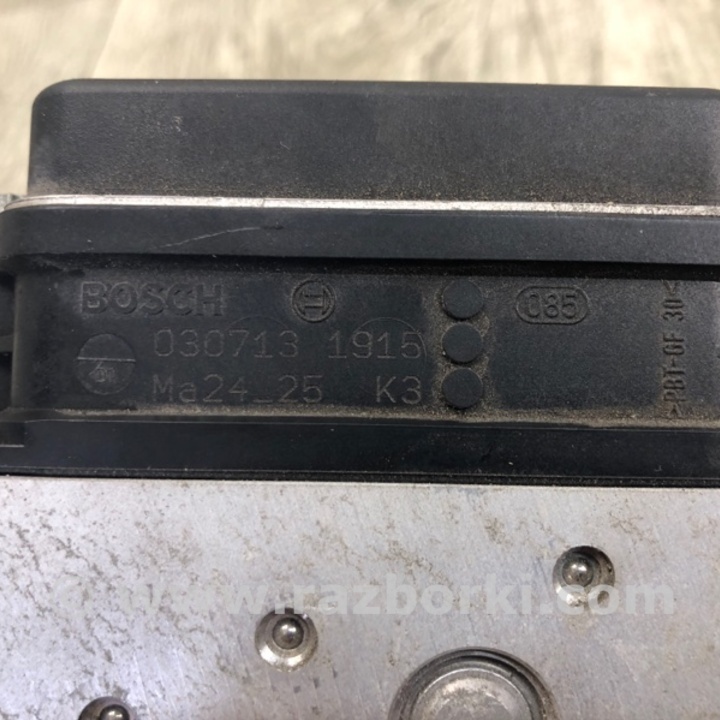 BOSCH 085
030713 1915
Ma24_25 K3
>PBT-GF 30<
www.razborki.com